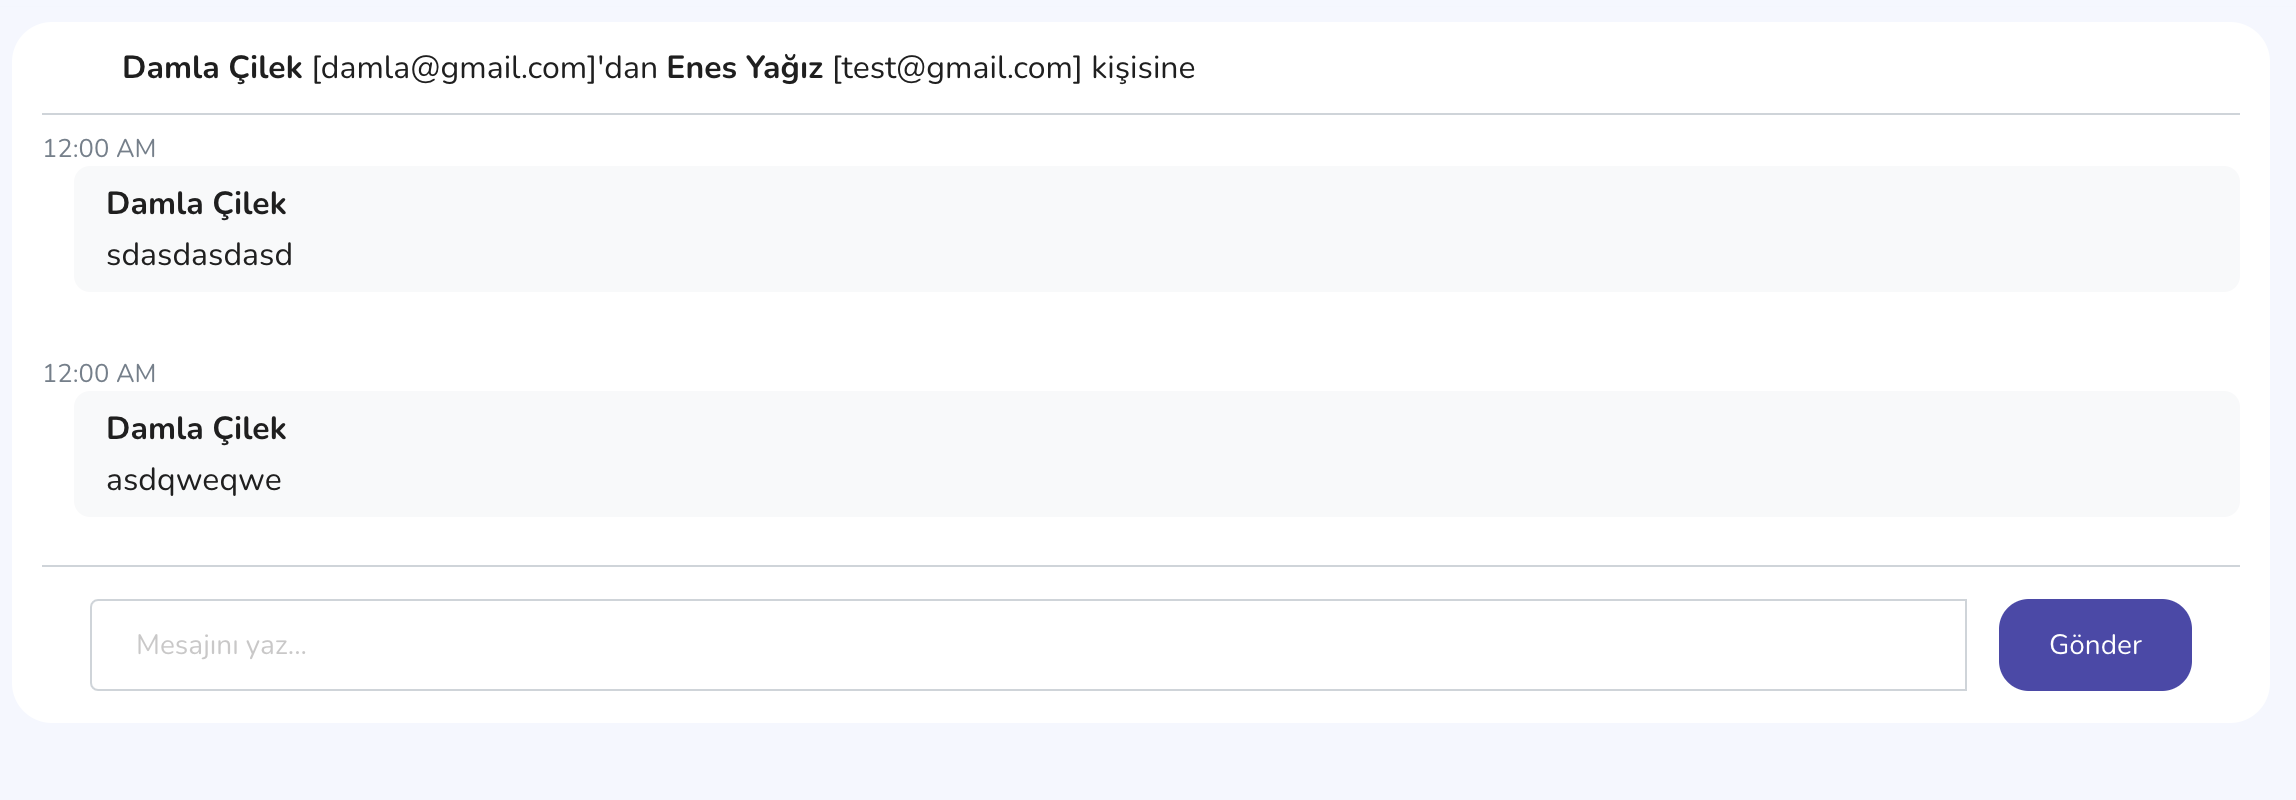 Damla Çilek [damla@gmail.com]'dan Enes Yağız [test@gmail.com] kişisine
12:00 AM
Damla Çilek
sdasdasdasd
12:00 AM
Damla Çilek
asdqweqwe
Mesajını yaz...
Gönder